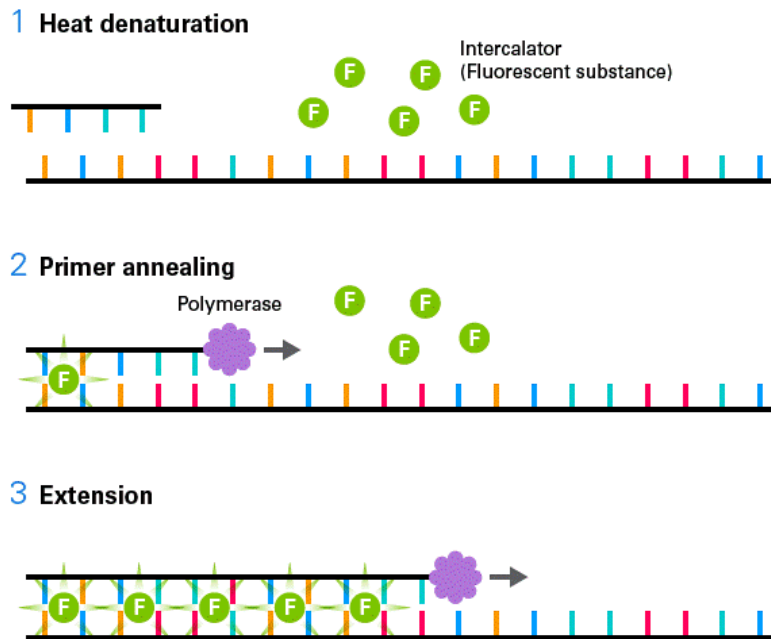 1 Heat denaturation
Intercalator
(Fluorescent substance)
F
F
F
F
F
2 Primer annealing
Polymerase
F
F
F
F
F
3 Extension
F
F
F
F
F